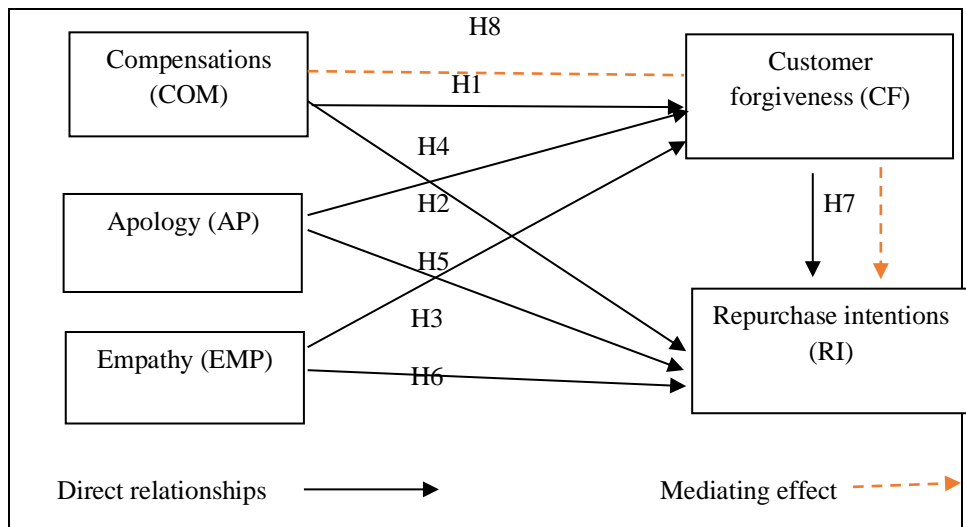 H8
Compensations
(COM)
Customer
forgiveness (CF)
H1
H4
H2
H7
Apology (AP)
H5
H3
Repurchase intentions
(RI)
Empathy (EMP)
H6
Direct relationships
Mediating effect